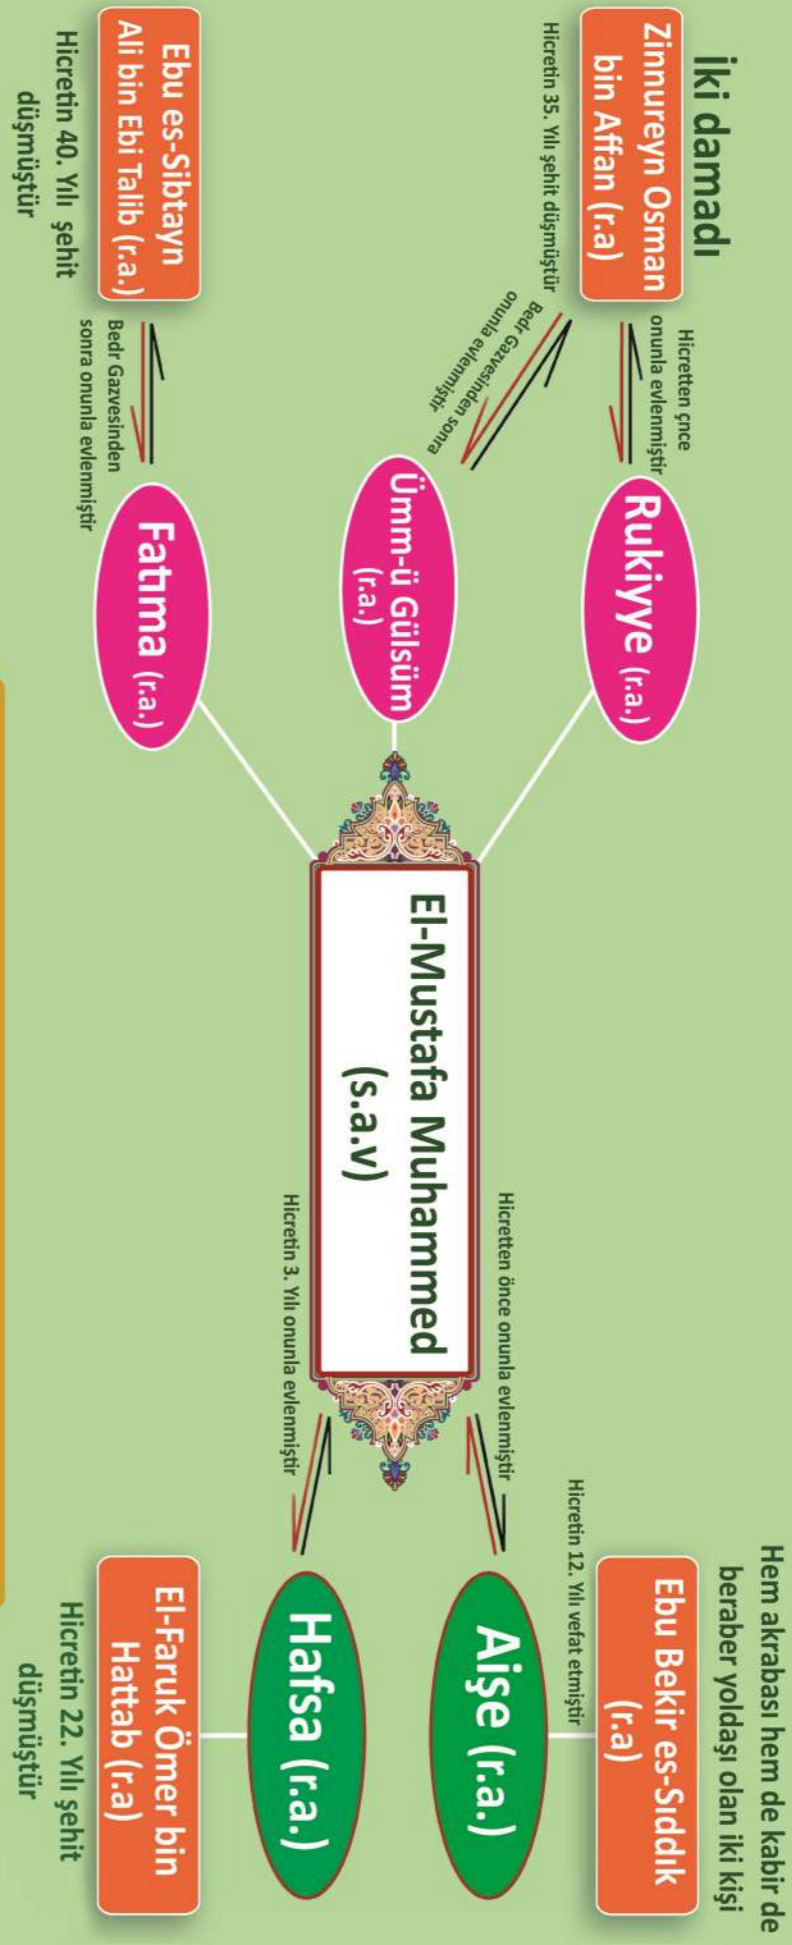 İki damadı
Zinnureyn Osman
bin Affan (r.a)
Hicretin 35. Yılı şehit düşmüştür
Hicretten çnce
onunla evlenmiştir
Rukiyye (r.a.)
Bedr Gazvesinden sonra
onunla evlenmiştir
Ümm-ü Gülsüm
(r.a.)
Ebu es-Sibtayn
Ali bin Ebi Talib (r.a.)
Hicretin 40. Yılı şehit
düşmüştür
Bedr Gazvesinden
sonra onunla evlenmiştir
Fatıma (r.a.)
El-Mustafa Muhammed
(s.a.v)
Hicretten önce onunla evlenmiştir
Hicretin 3. Yılı onunla evlenmiştir
Hem akrabası hem de kabir de
beraber yoldaşı olan iki kişi
Ebu Bekir es-Sıddık
(r.a)
Hicretin 12. Yılı vefat etmiştir
Aişe (r.a.)
Hafsa (r.a.)
El-Faruk Ömer bin
Hattab (r.a)
Hicretin 22. Yılı şehit
düşmüştür